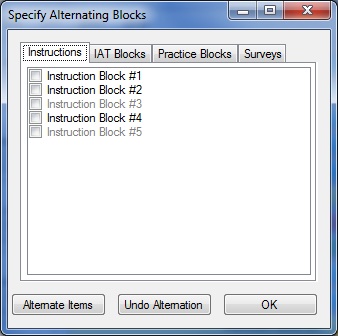 Specify Alternating Blocks
Instructions IAT Blocks Practice Blocks Surveys
Instruction Block #1
Instruction Block #2
Instruction Block #3
Instruction Block #4
Instruction Block #5
Alternate Items Undo Alternation OK